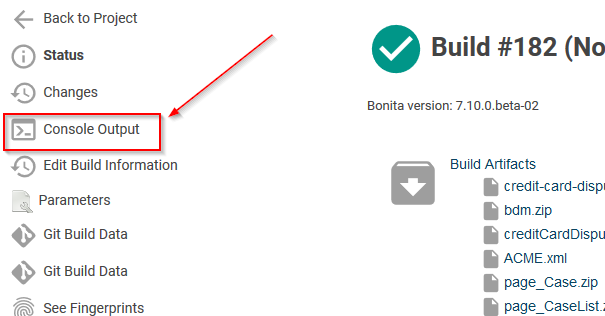 Back to Project
Status
Changes
Console Output
Edit Build Information
Parameters
Git Build Data
Git Build Data
See Fingerprints
Build #182 (No
Bonita version: 7.10.0.beta-02
Build Artifacts
credit-card-dispu
bdm.zip
creditCardDispu
ACME.xml
page_Case.zip
page_CaseList.z